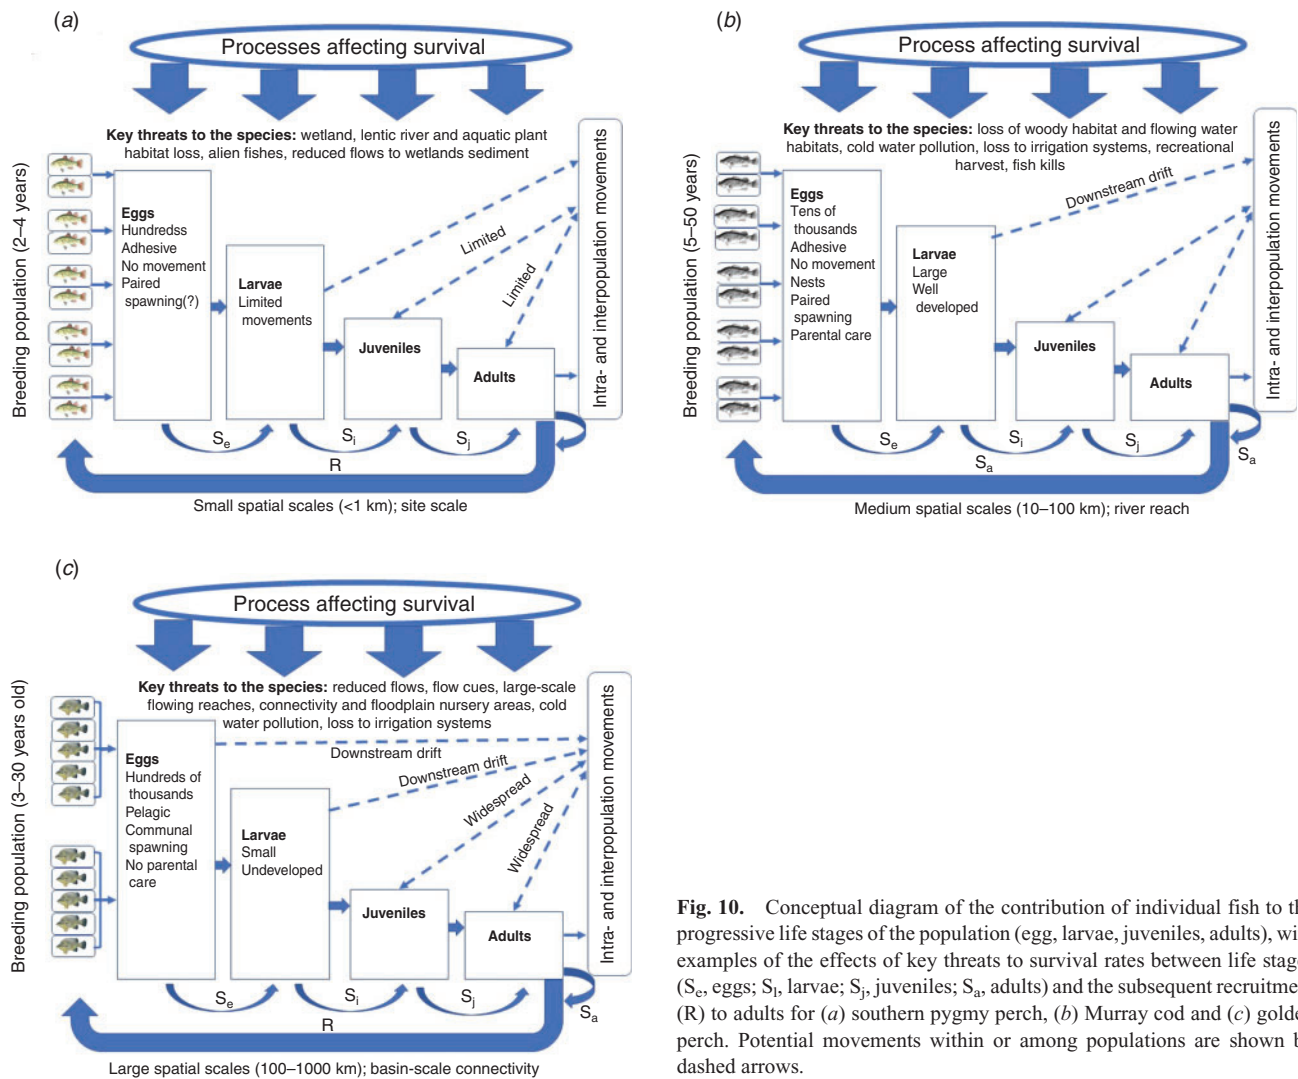 (a)
Processes affecting survival
Key threats to the species: wetland, lentic river and aquatic plant
habitat loss, alien fishes, reduced flows to wetlands sediment
Breeding population (2–4 years)
Eggs
Hundredss
Adhesive
No movement
Paired
spawning(?)
Larvae
Limited
movements
Juveniles
Adults
Limited
Limited
Intra- and interpopulation movements
Se
Si
Sj
R
Small spatial scales (<1 km); site scale
(b)
Process affecting survival
Key threats to the species: loss of woody habitat and flowing water
habitats, cold water pollution, loss to irrigation systems, recreational
harvest, fish kills
Breeding population (5–50 years)
Eggs
Tens of
thousands
Adhesive
No movement
Nests
Paired
spawning
Parental care
Larvae
Large
Well
developed
Juveniles
Adults
Downstream drift
Intra- and interpopulation movements
Se
Si
Sj
Sa
Sa
Medium spatial scales (10–100 km); river reach
(c)
Process affecting survival
Key threats to the species: reduced flows, flow cues, large-scale
flowing reaches, connectivity and floodplain nursery areas, cold
water pollution, loss to irrigation systems
Breeding population (3–30 years old)
Eggs
Hundreds of
thousands
Pelagic
Communal
spawning
No parental
care
Larvae
Small
Undeveloped
Juveniles
Adults
Downstream drift
Downstream drift
Widespread
Widespread
Intra- and interpopulation movements
Se
Si
Sj
Sa
R
Large spatial scales (100–1000 km); basin-scale connectivity
Fig. 10. Conceptual diagram of the contribution of individual fish to th
progressive life stages of the population (egg, larvae, juveniles, adults), wi
examples of the effects of key threats to survival rates between life stage
(Se, eggs; Sl, larvae; Sj, juveniles; Sa, adults) and the subsequent recruitme
(R) to adults for (a) southern pygmy perch, (b) Murray cod and (c) golde
perch. Potential movements within or among populations are shown b
dashed arrows.